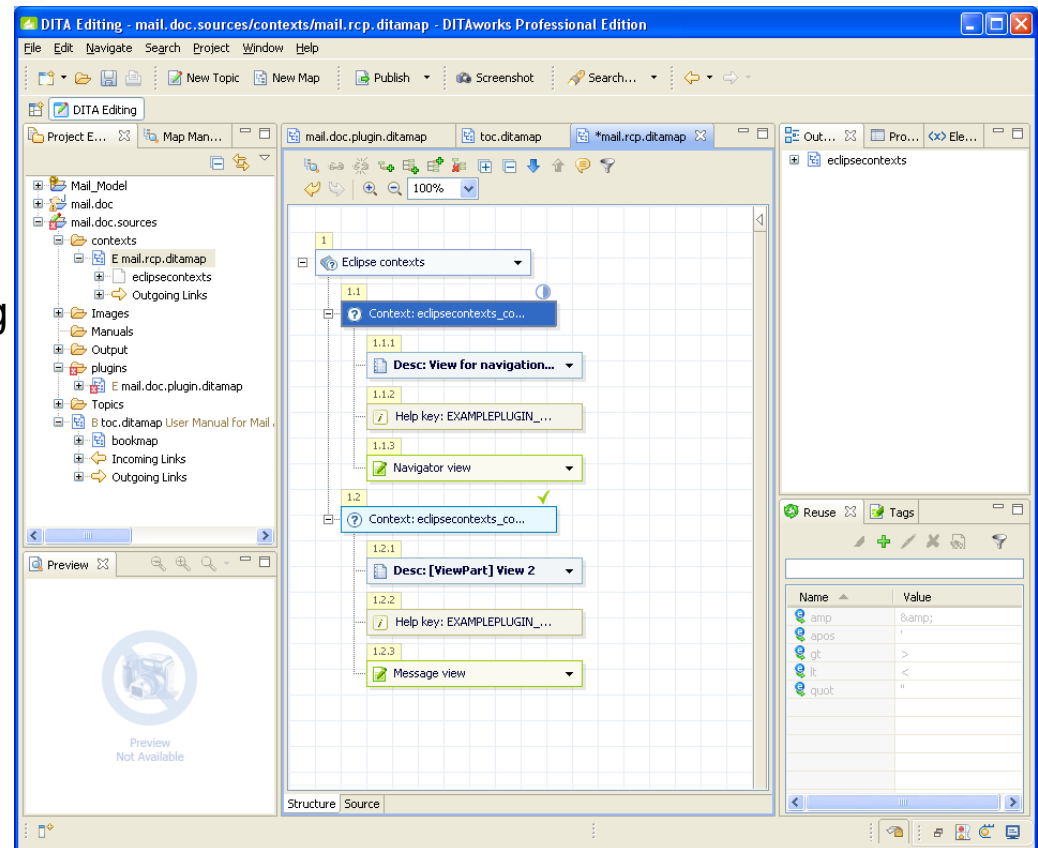 DITA Editing - mail.doc.sources/contexts/mail.rcp.ditamap - DITAworks Professional Edition
File Edit Navigate Search Project Window Help
New Topic New Map Publish Screenshot Search...
DITA Editing
Project E... Map Man...
mail.doc.plugin.ditamap toc.ditamap *mail.rcp.ditamap
Out... Pro... Ele...
100%
g
Mail_Model
mail.doc
mail.doc.sources
contexts
E mail.rcp.ditamap
eclipsecontexts
Outgoing Links
Images
Manuals
Output
plugins
E mail.doc.plugin.ditamap
Topics
B toc.ditamap User Manual for Mail
bookmap
Incoming Links
Outgoing Links
Preview
Preview
Not Available
1
Eclipse contexts
1.1
Context: eclipsecontexts_co...
1.1.1
Desc: View for navigation...
1.1.2
Help key: EXAMPLEPLUGIN_...
1.1.3
Navigator view
1.2
Context: eclipsecontexts_co...
1.2.1
Desc: [ViewPart] View 2
1.2.2
Help key: EXAMPLEPLUGIN_...
1.2.3
Message view
Structure Source
eclipsecontexts
Reuse Tags
Name Value
amp &amp;
apos '
gt >
lt <
quot "